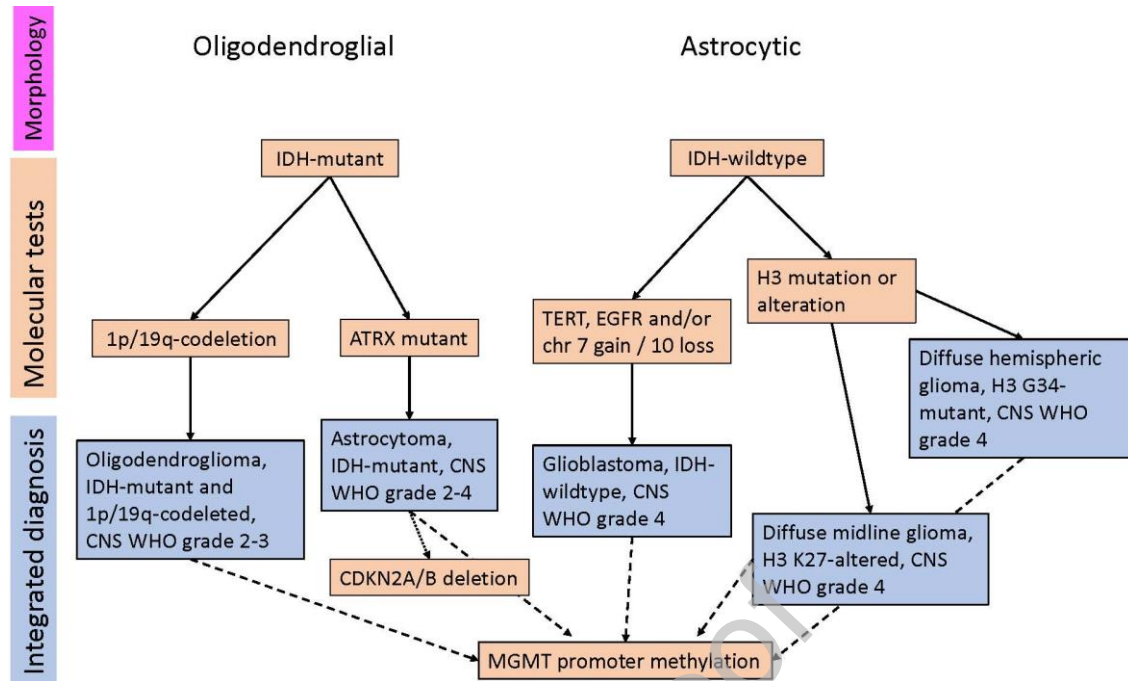 Morphology
Molecular tests
Integrated diagnosis
Oligodendroglial
Astrocytic
IDH-mutant
IDH-wildtype
1p/19q-codeletion
ATRX mutant
TERT, EGFR and/or
chr 7 gain / 10 loss
H3 mutation or
alteration
Oligodendroglioma,
IDH-mutant and
1p/19q-codeleted,
CNS WHO grade 2-3
Astrocytoma,
IDH-mutant, CNS
WHO grade 2-4
Glioblastoma, IDH-
wildtype, CNS
WHO grade 4
Diffuse hemispheric
glioma, H3 G34-
mutant, CNS WHO
grade 4
Diffuse midline glioma,
H3 K27-altered, CNS
WHO grade 4
CDKN2A/B deletion
MGMT promoter methylation